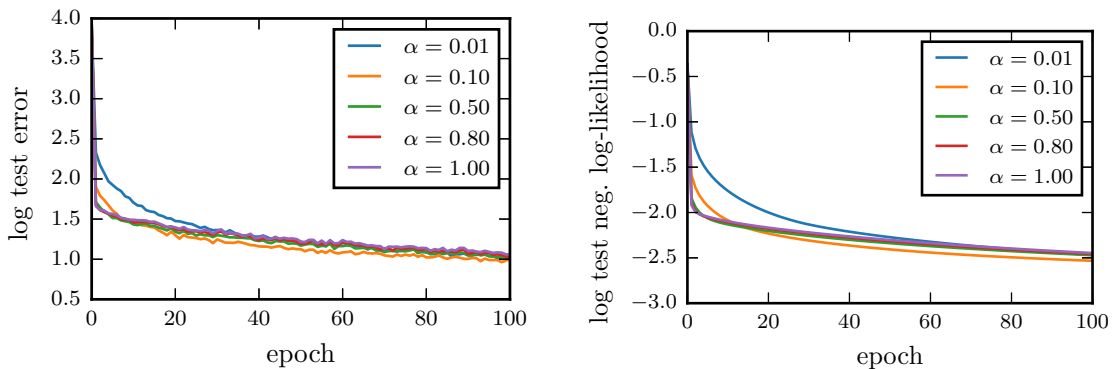 log test error
4.0
3.5
3.0
2.5
2.0
1.5
1.0
0.5
0
20
40
60
80
100
epoch
α = 0.01
α = 0.10
α = 0.50
α = 0.80
α = 1.00
log test neg. log-likelihood
0.0
−0.5
−1.0
−1.5
−2.0
−2.5
−3.0
0
20
40
60
80
100
epoch
α = 0.01
α = 0.10
α = 0.50
α = 0.80
α = 1.00